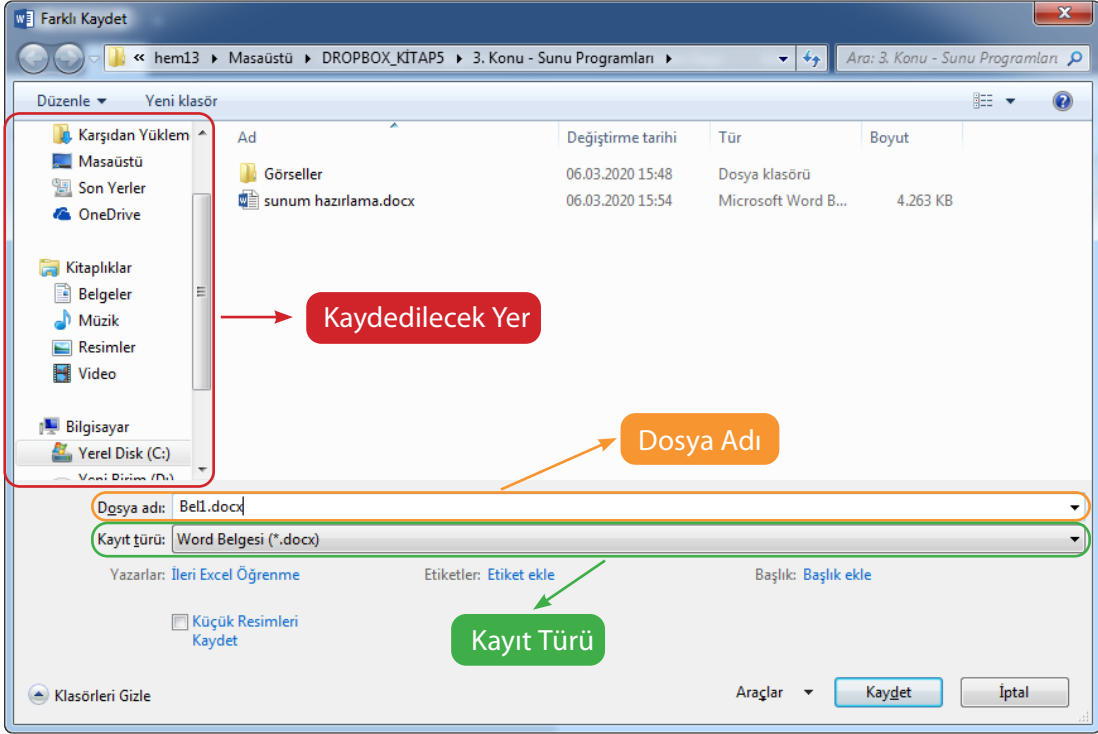 Farklı Kaydet
« hem13 ▸ Masaüstü ▸ DROPBOX_KİTAP5 ▸ 3. Konu - Sunu Programları ▸
Ara: 3. Konu - Sunu Programları
Düzenle
Yeni klasör
Karşıdan Yüklem
Masaüstü
Son Yerler
OneDrive
Kitaplıklar
Belgeler
Müzik
Resimler
Video
Bilgisayar
Yerel Disk (C:)
Yeni Birim (D:)
Ad Değiştirme tarihi Tür Boyut
Görseller 06.03.2020 15:48 Dosya klasörü
sunum hazırlama.docx 06.03.2020 15:54 Microsoft Word B... 4.263 KB
Kaydedilecek Yer
Dosya Adı
Dosya adı: Bel1.docx
Kayıt türü: Word Belgesi (*.docx)
Yazarlar: İleri Excel Öğrenme Etiketler: Etiket ekle Başlık: Başlık ekle
Küçük Resimleri
Kaydet
Kayıt Türü
Klasörleri Gizle
Araçlar Kaydet İptal